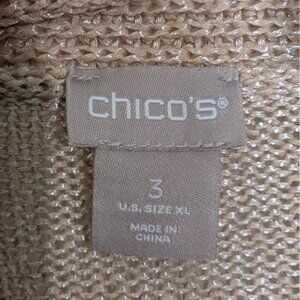 chico's®
3
U.S. SIZE XL
MADE IN
CHINA